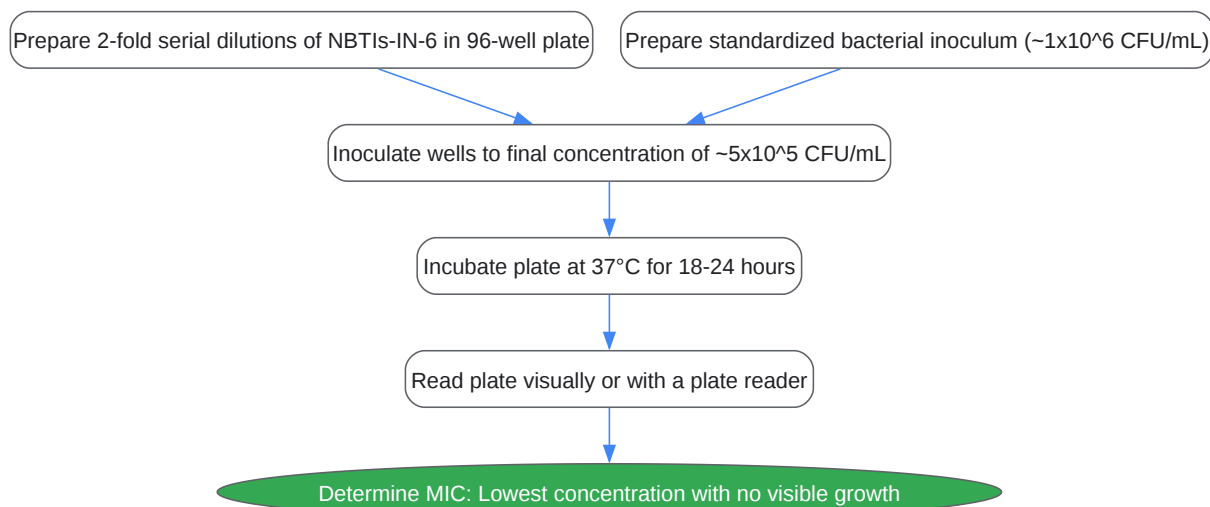 Prepare 2-fold serial dilutions of NBTIs-IN-6 in 96-well plate
Prepare standardized bacterial inoculum (~1x10^6 CFU/mL)
Inoculate wells to final concentration of ~5x10^5 CFU/mL
Incubate plate at 37°C for 18-24 hours
Read plate visually or with a plate reader
Determine MIC: Lowest concentration with no visible growth